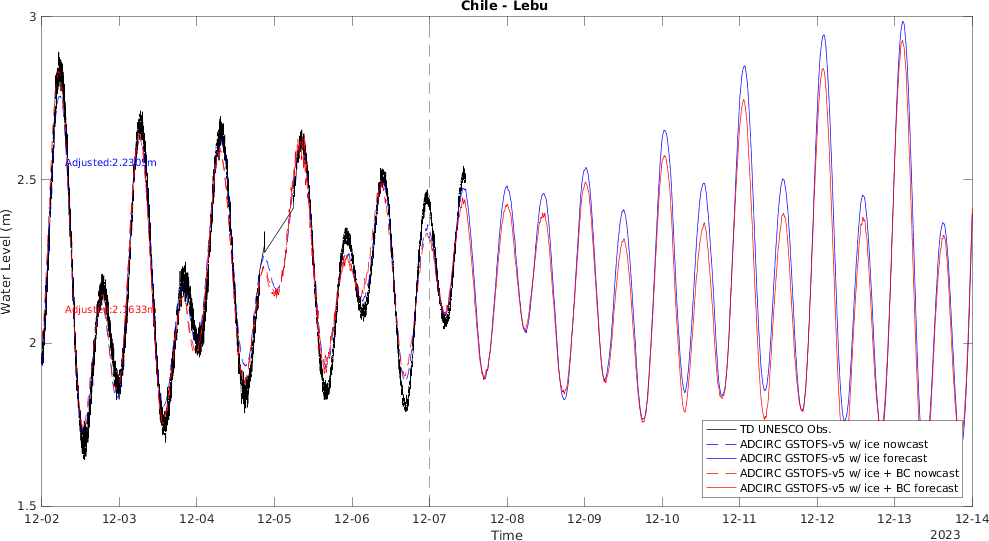 Chile - Lebu
Water Level (m)
3
2.5
2
1.5
Adjusted:2.2305m
Adjusted:2.1633m
TD UNESCO Obs.
ADCIRC GSTOFS-v5 w/ ice nowcast
ADCIRC GSTOFS-v5 w/ ice forecast
ADCIRC GSTOFS-v5 w/ ice + BC nowcast
ADCIRC GSTOFS-v5 w/ ice + BC forecast
12-02 12-03 12-04 12-05 12-06 12-07 12-08 12-09 12-10 12-11 12-12 12-13 12-14
Time
2023